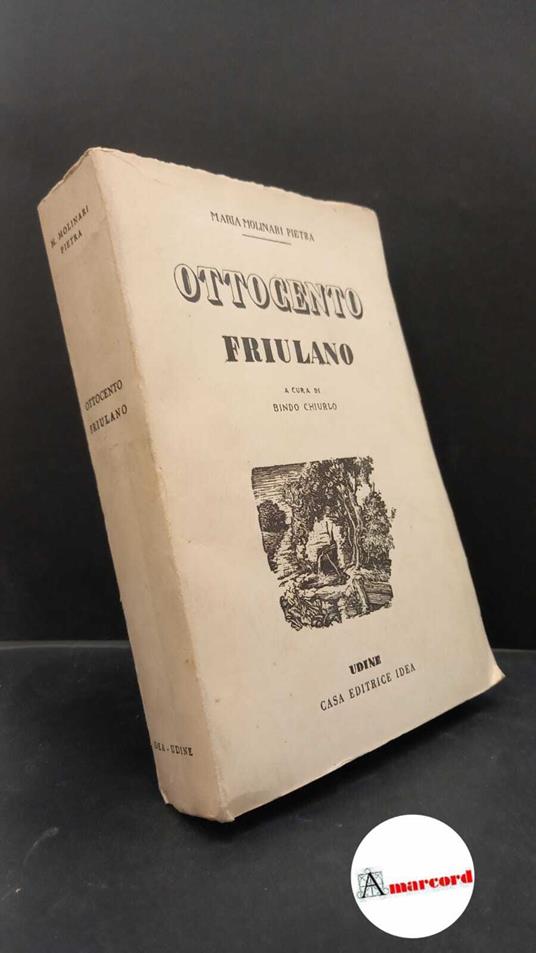 M. MOLINARI
PIETRA
OTTOCENTO
FRIULANO
IDEA - UDINE
MARIA MOLINARI PIETRA
OTTOCENTO
FRIULANO
A CURA DI
BINDO CHIURLO
UDINE
CASA EDITRICE IDEA
Amarcord